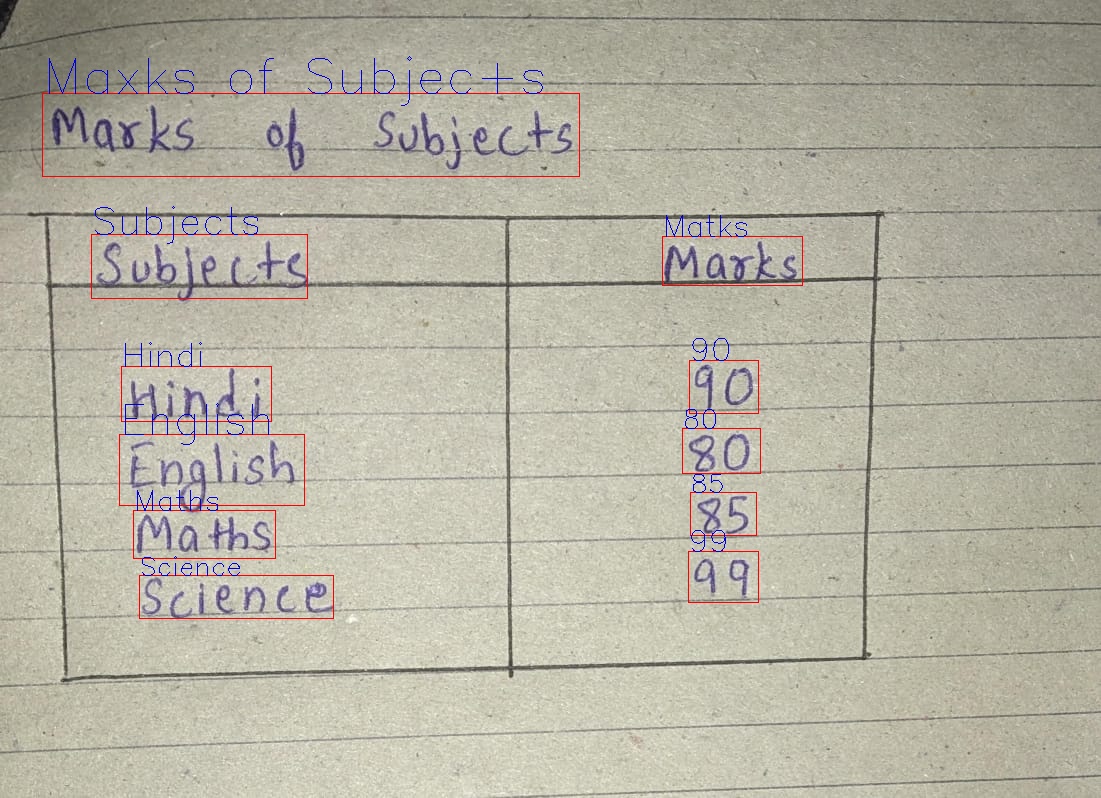 Maxks of Subjects
Marks of Subjects
Subjects Matks
Subjects Marks
Hindi 90
Hindi 90
English 80
English 80
Maths 85
Maths 85
Science 99
Science 99